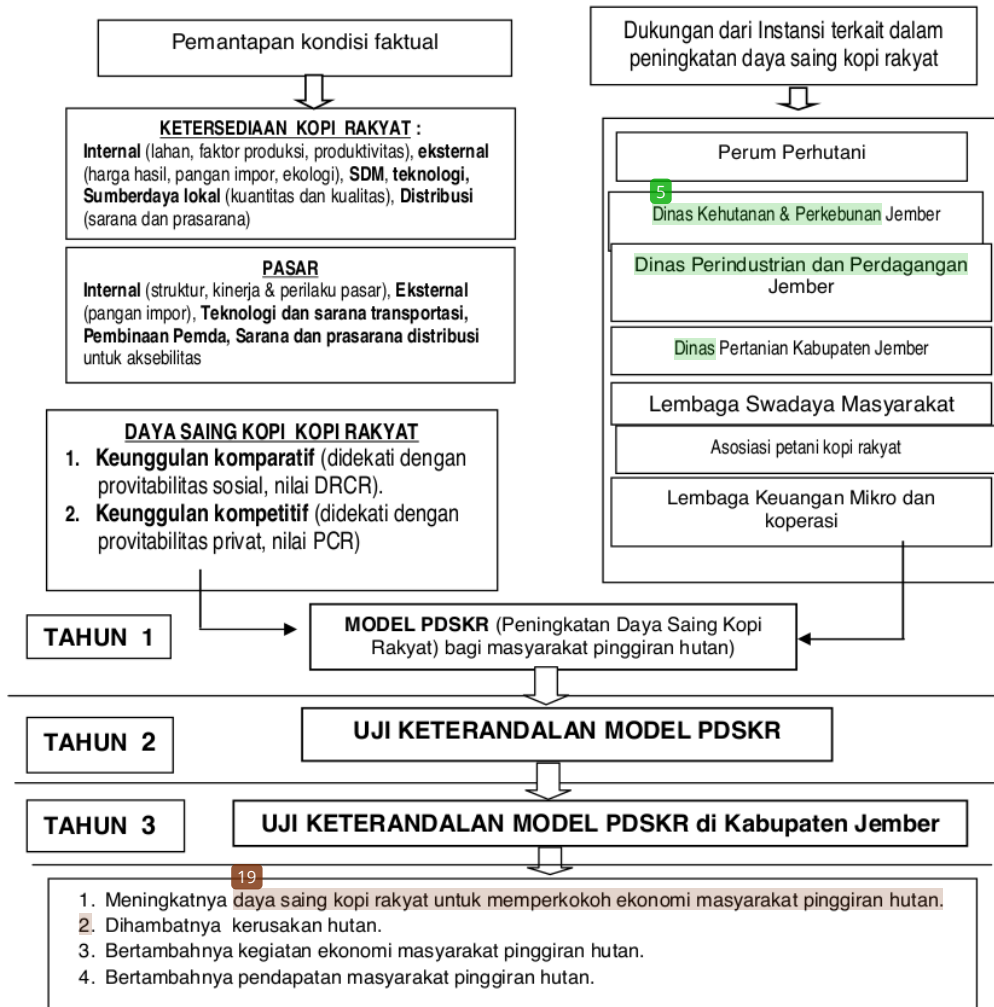 Pemantapan kondisi faktual
KETERSEDIAAN KOPI RAKYAT :
Internal (lahan, faktor produksi, produktivitas), eksternal
(harga hasil, pangan impor, ekologi), SDM, teknologi,
Sumberdaya lokal (kuantitas dan kualitas), Distribusi
(sarana dan prasarana)
PASAR
Internal (struktur, kinerja & perilaku pasar), Eksternal
(pangan impor), Teknologi dan sarana transportasi,
Pembinaan Pemda, Sarana dan prasarana distribusi
untuk aksebilitas
DAYA SAING KOPI KOPI RAKYAT
1. Keunggulan komparatif (didekati dengan
provitabilitas sosial, nilai DRCR).
2. Keunggulan kompetitif (didekati dengan
provitabilitas privat, nilai PCR)
Dukungan dari Instansi terkait dalam
peningkatan daya saing kopi rakyat
Perum Perhutani
5
Dinas Kehutanan & Perkebunan Jember
Dinas Perindustrian dan Perdagangan
Jember
Dinas Pertanian Kabupaten Jember
Lembaga Swadaya Masyarakat
Asosiasi petani kopi rakyat
Lembaga Keuangan Mikro dan
koperasi
TAHUN 1
MODEL PDSKR (Peningkatan Daya Saing Kopi
Rakyat) bagi masyarakat pinggiran hutan)
TAHUN 2
UJI KETERANDALAN MODEL PDSKR
TAHUN 3
UJI KETERANDALAN MODEL PDSKR di Kabupaten Jember
19
1. Meningkatnya daya saing kopi rakyat untuk memperkokoh ekonomi masyarakat pinggiran hutan.
2. Dihambatnya kerusakan hutan.
3. Bertambahnya kegiatan ekonomi masyarakat pinggiran hutan.
4. Bertambahnya pendapatan masyarakat pinggiran hutan.